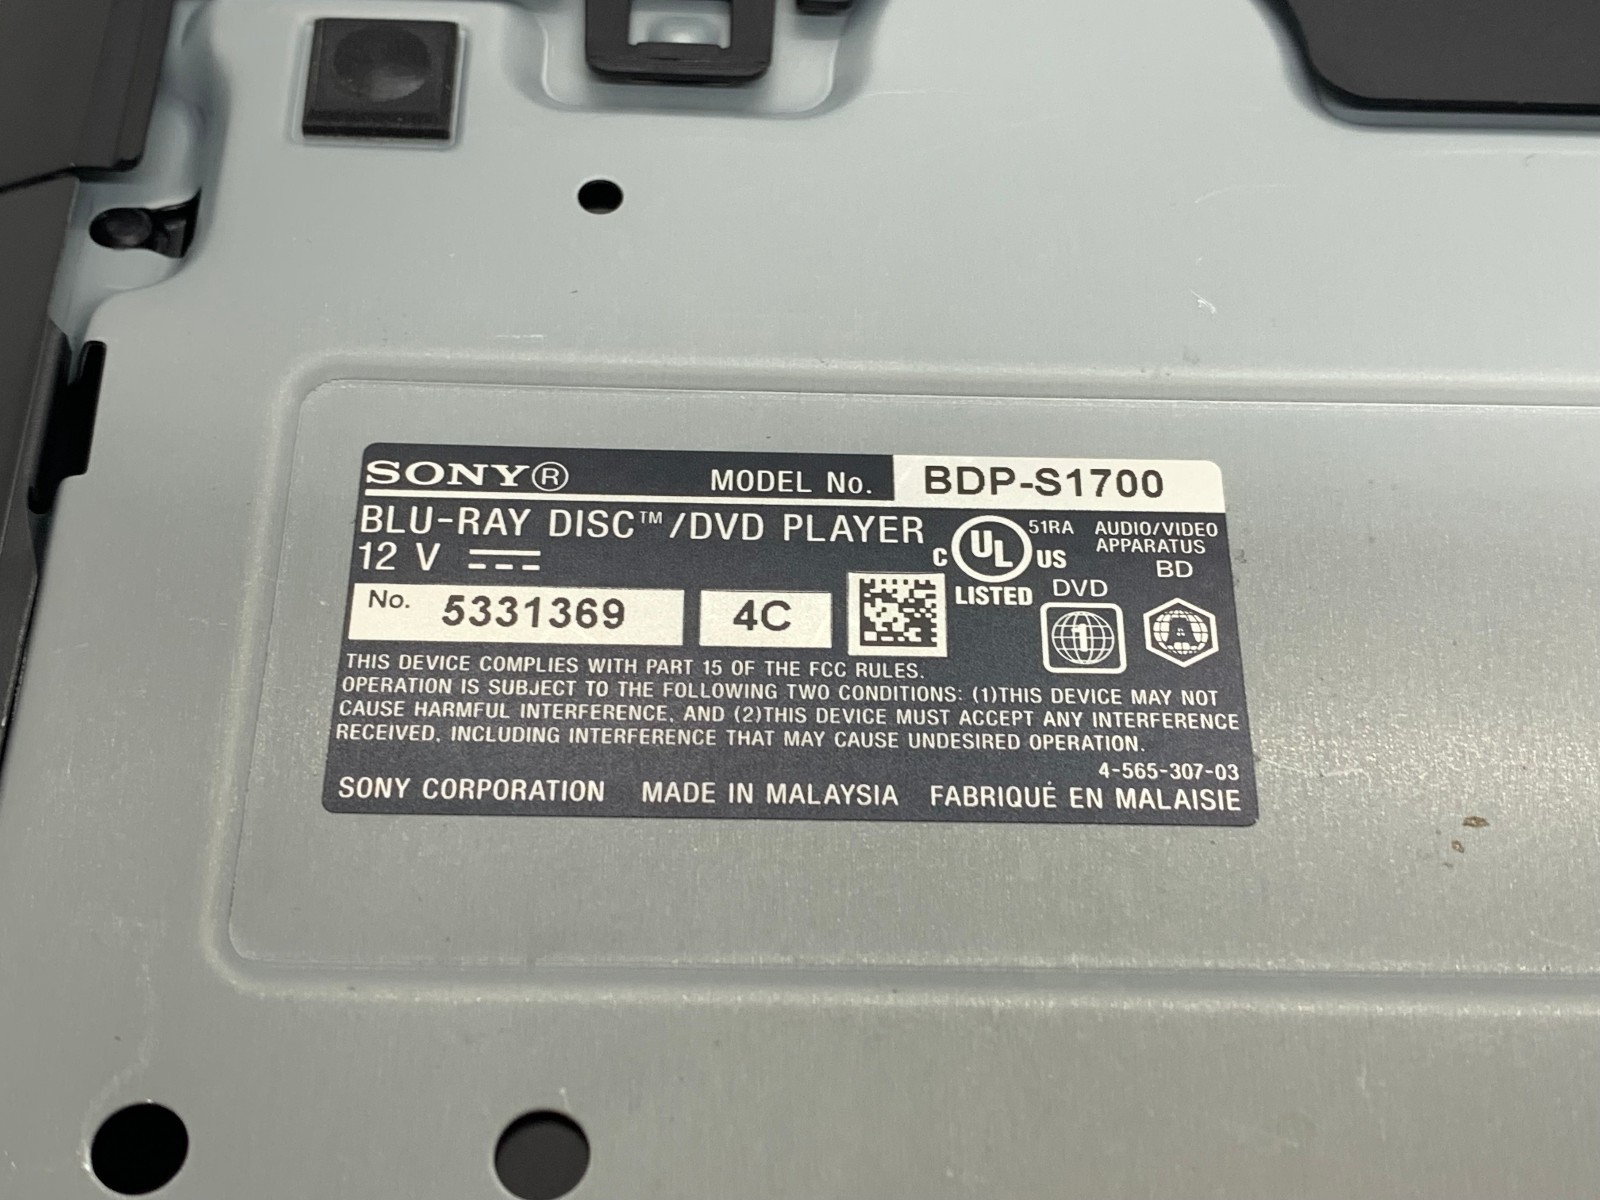 SONY® MODEL No. BDP-S1700
BLU-RAY DISC™/DVD PLAYER
12 V
C UL US LISTED 51RA AUDIO/VIDEO
APPARATUS
No. 5331369 4C
DVD 1
BD A
THIS DEVICE COMPLIES WITH PART 15 OF THE FCC RULES.
OPERATION IS SUBJECT TO THE FOLLOWING TWO CONDITIONS: (1)THIS DEVICE MAY NOT
CAUSE HARMFUL INTERFERENCE, AND (2)THIS DEVICE MUST ACCEPT ANY INTERFERENCE
RECEIVED, INCLUDING INTERFERENCE THAT MAY CAUSE UNDESIRED OPERATION.
4-565-307-03
SONY CORPORATION MADE IN MALAYSIA FABRIQUÉ EN MALAISIE